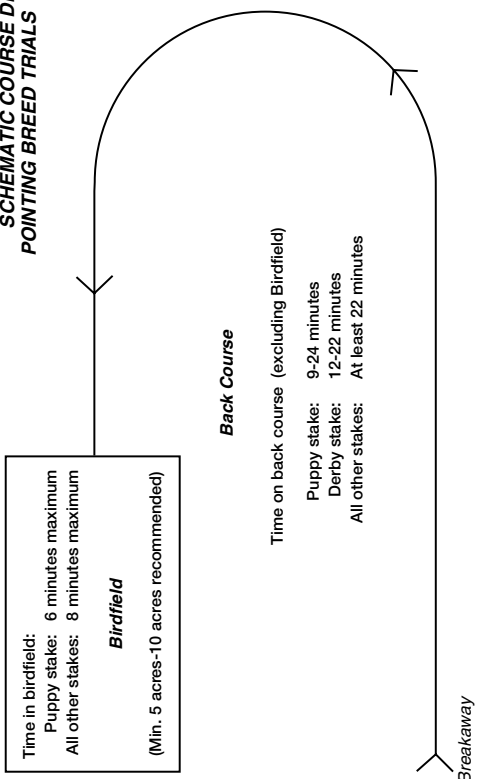 SCHEMATIC COURSE
POINTING BREED TRIALS
Time in birdfield:
Puppy stake: 6 minutes maximum
All other stakes: 8 minutes maximum
Birdfield
(Min. 5 acres-10 acres recommended)
Back Course
Time on back course (excluding Birdfield)
Puppy stake: 9-24 minutes
Derby stake: 12-22 minutes
All other stakes: At least 22 minutes
Breakaway